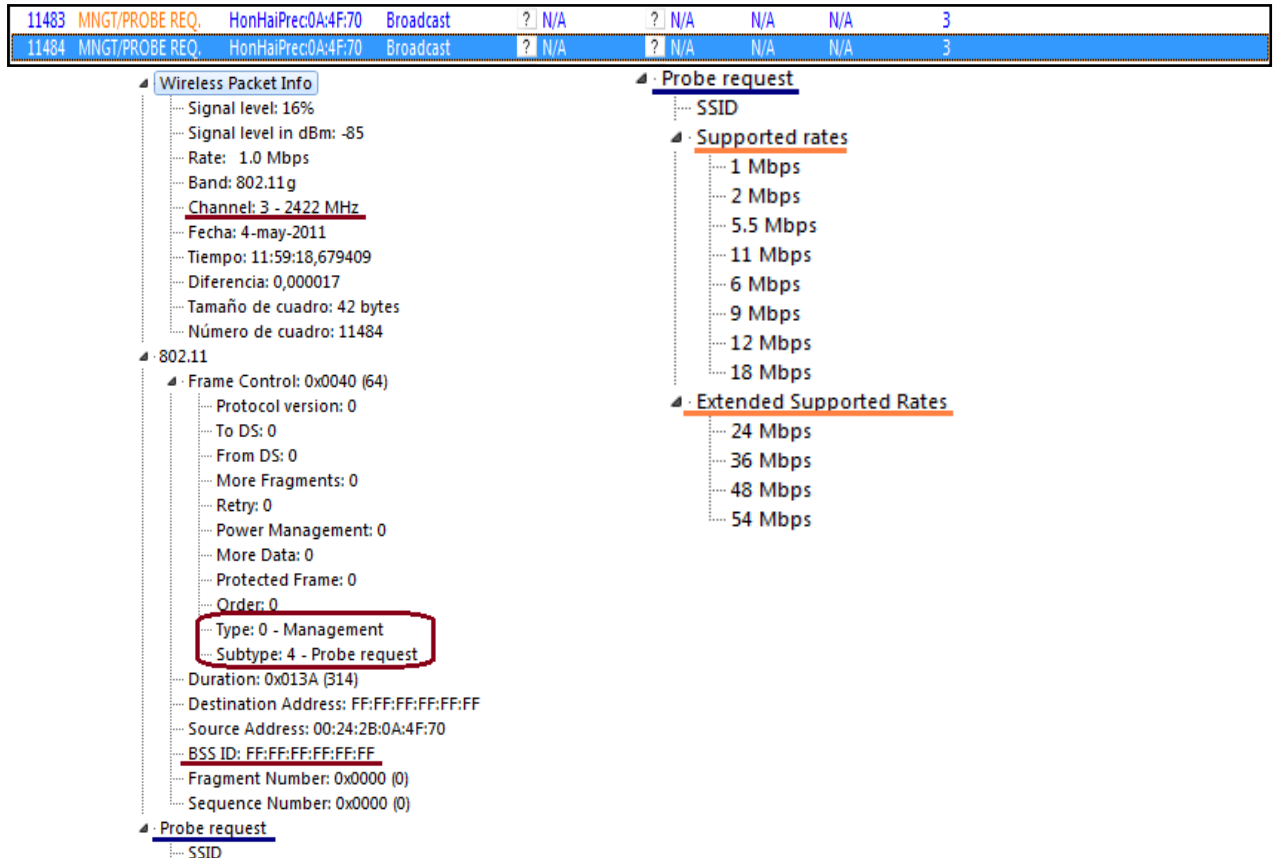 11483 MNGT/PROBE REQ. HonHaiPrec:0A:4F:70 Broadcast ? N/A ? N/A N/A N/A 3
11484 MNGT/PROBE REQ. HonHaiPrec:0A:4F:70 Broadcast ? N/A ? N/A N/A N/A 3
Wireless Packet Info
Signal level: 16%
Signal level in dBm: -85
Rate: 1.0 Mbps
Band: 802.11g
Channel: 3 - 2422 MHz
Fecha: 4-may-2011
Tiempo: 11:59:18,679409
Diferencia: 0,000017
Tamaño de cuadro: 42 bytes
Número de cuadro: 11484
802.11
Frame Control: 0x0040 (64)
Protocol version: 0
To DS: 0
From DS: 0
More Fragments: 0
Retry: 0
Power Management: 0
More Data: 0
Protected Frame: 0
Order: 0
Type: 0 - Management
Subtype: 4 - Probe request
Duration: 0x013A (314)
Destination Address: FF:FF:FF:FF:FF:FF
Source Address: 00:24:2B:0A:4F:70
BSS ID: FF:FF:FF:FF:FF:FF
Fragment Number: 0x0000 (0)
Sequence Number: 0x0000 (0)
Probe request
SSID
Probe request
SSID
Supported rates
1 Mbps
2 Mbps
5.5 Mbps
11 Mbps
6 Mbps
9 Mbps
12 Mbps
18 Mbps
Extended Supported Rates
24 Mbps
36 Mbps
48 Mbps
54 Mbps